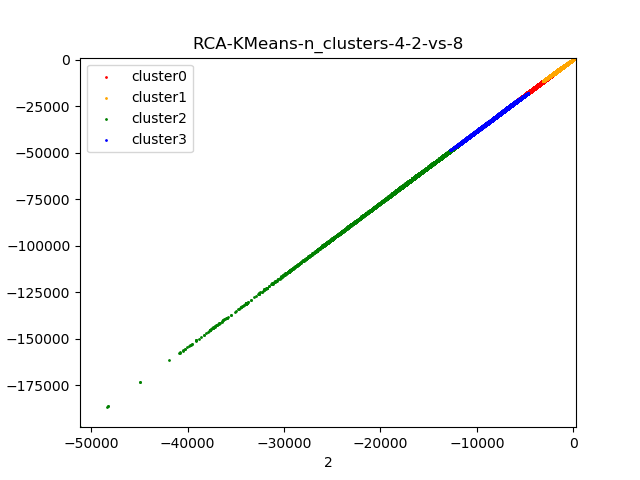 RCA-KMeans-n_clusters-4-2-vs-8
cluster0
cluster1
cluster2
cluster3
0
−25000
−50000
−75000
−100000
−125000
−150000
−175000
−50000 −40000 −30000 −20000 −10000 0
2